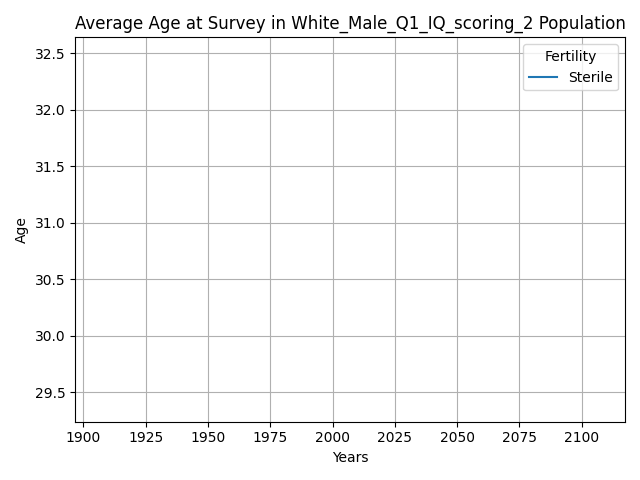 Average Age at Survey in White_Male_Q1_IQ_scoring_2 Population
Fertility
Sterile
32.5
32.0
31.5
31.0
30.5
30.0
29.5
Age
1900 1925 1950 1975 2000 2025 2050 2075 2100
Years